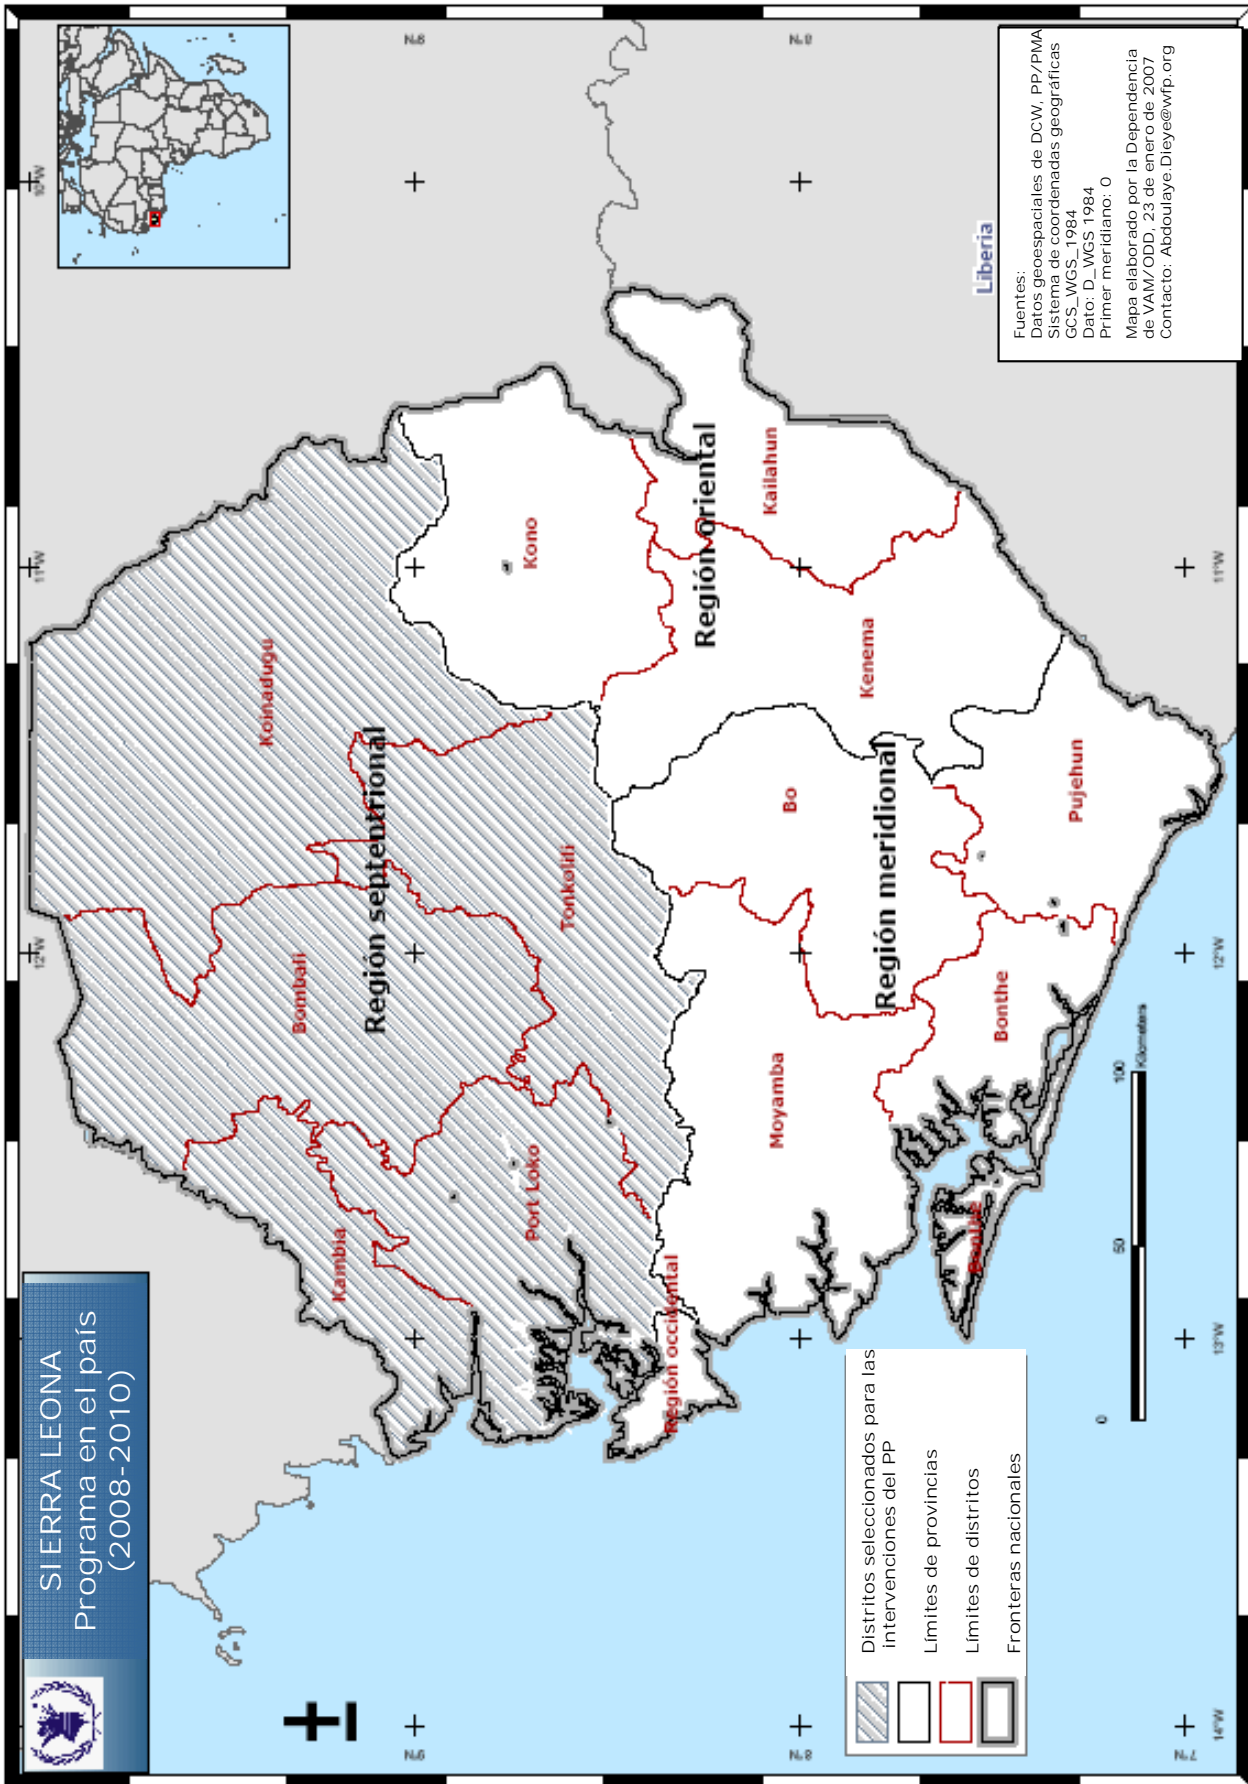 SIERRA LEONA
Programa en el país
(2008-2010)
10°W
11°W
12°W
9°N
8°N
Koinadugu
Bombali
Kambia
Región septentrional
Port Loko
Tonkolili
Kono
Región occidental
Región oriental
Kailahun
Kenema
Moyamba
Bo
Región meridional
Bonthe
Bonthe
Pujehun
Liberia
Distritos seleccionados para las
intervenciones del PP
Límites de provincias
Límites de distritos
Fronteras nacionales
0
50
100
Kilometers
Fuentes:
Datos geoespaciales de DCW, PP/PMA
Sistema de coordenadas geográficas
GCS_WGS_1984
Dato: D_WGS 1984
Primer meridiano: O
Mapa elaborado por la Dependencia
de VAM/ODD, 23 de enero de 2007
Contacto: Abdoulaye.Dieye@wfp.org
9°N
8°N
7°N
14°W
13°W
12°W
11°W